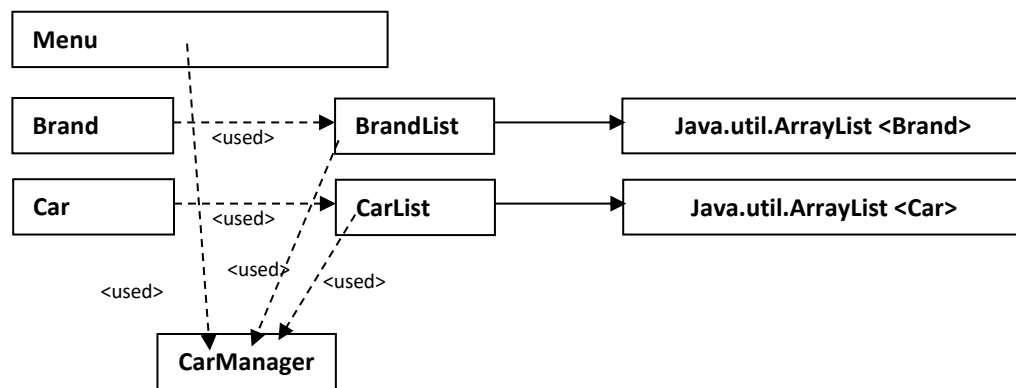 Menu
Brand
<used>
BrandList
Java.util.ArrayList <Brand>
Car
<used>
CarList
Java.util.ArrayList <Car>
<used>
<used>
<used>
CarManager